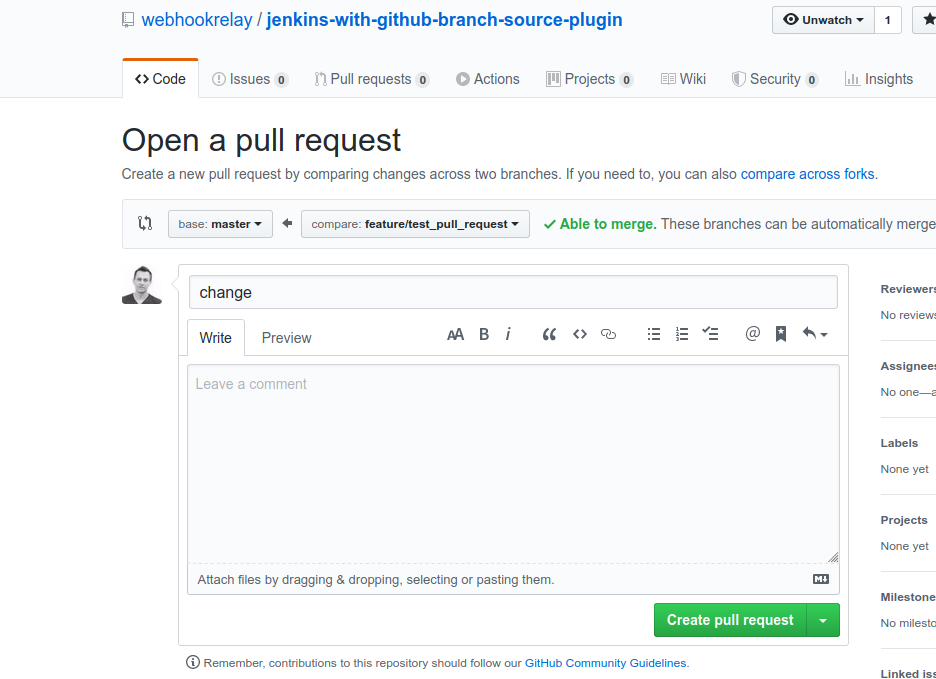 webhookrelay / jenkins-with-github-branch-source-plugin
Unwatch 1
Code Issues 0 Pull requests 0 Actions Projects 0 Wiki Security 0 Insights
Open a pull request
Create a new pull request by comparing changes across two branches. If you need to, you can also compare across forks.
base: master compare: feature/test_pull_request Able to merge. These branches can be automatically merge
change
Write Preview
AA B i @
Leave a comment
Attach files by dragging & dropping, selecting or pasting them.
Create pull request
Remember, contributions to this repository should follow our GitHub Community Guidelines.
Reviewers
No reviews
Assignees
No one—a
Labels
None yet
Projects
None yet
Milestone
No milesto
Linked iss